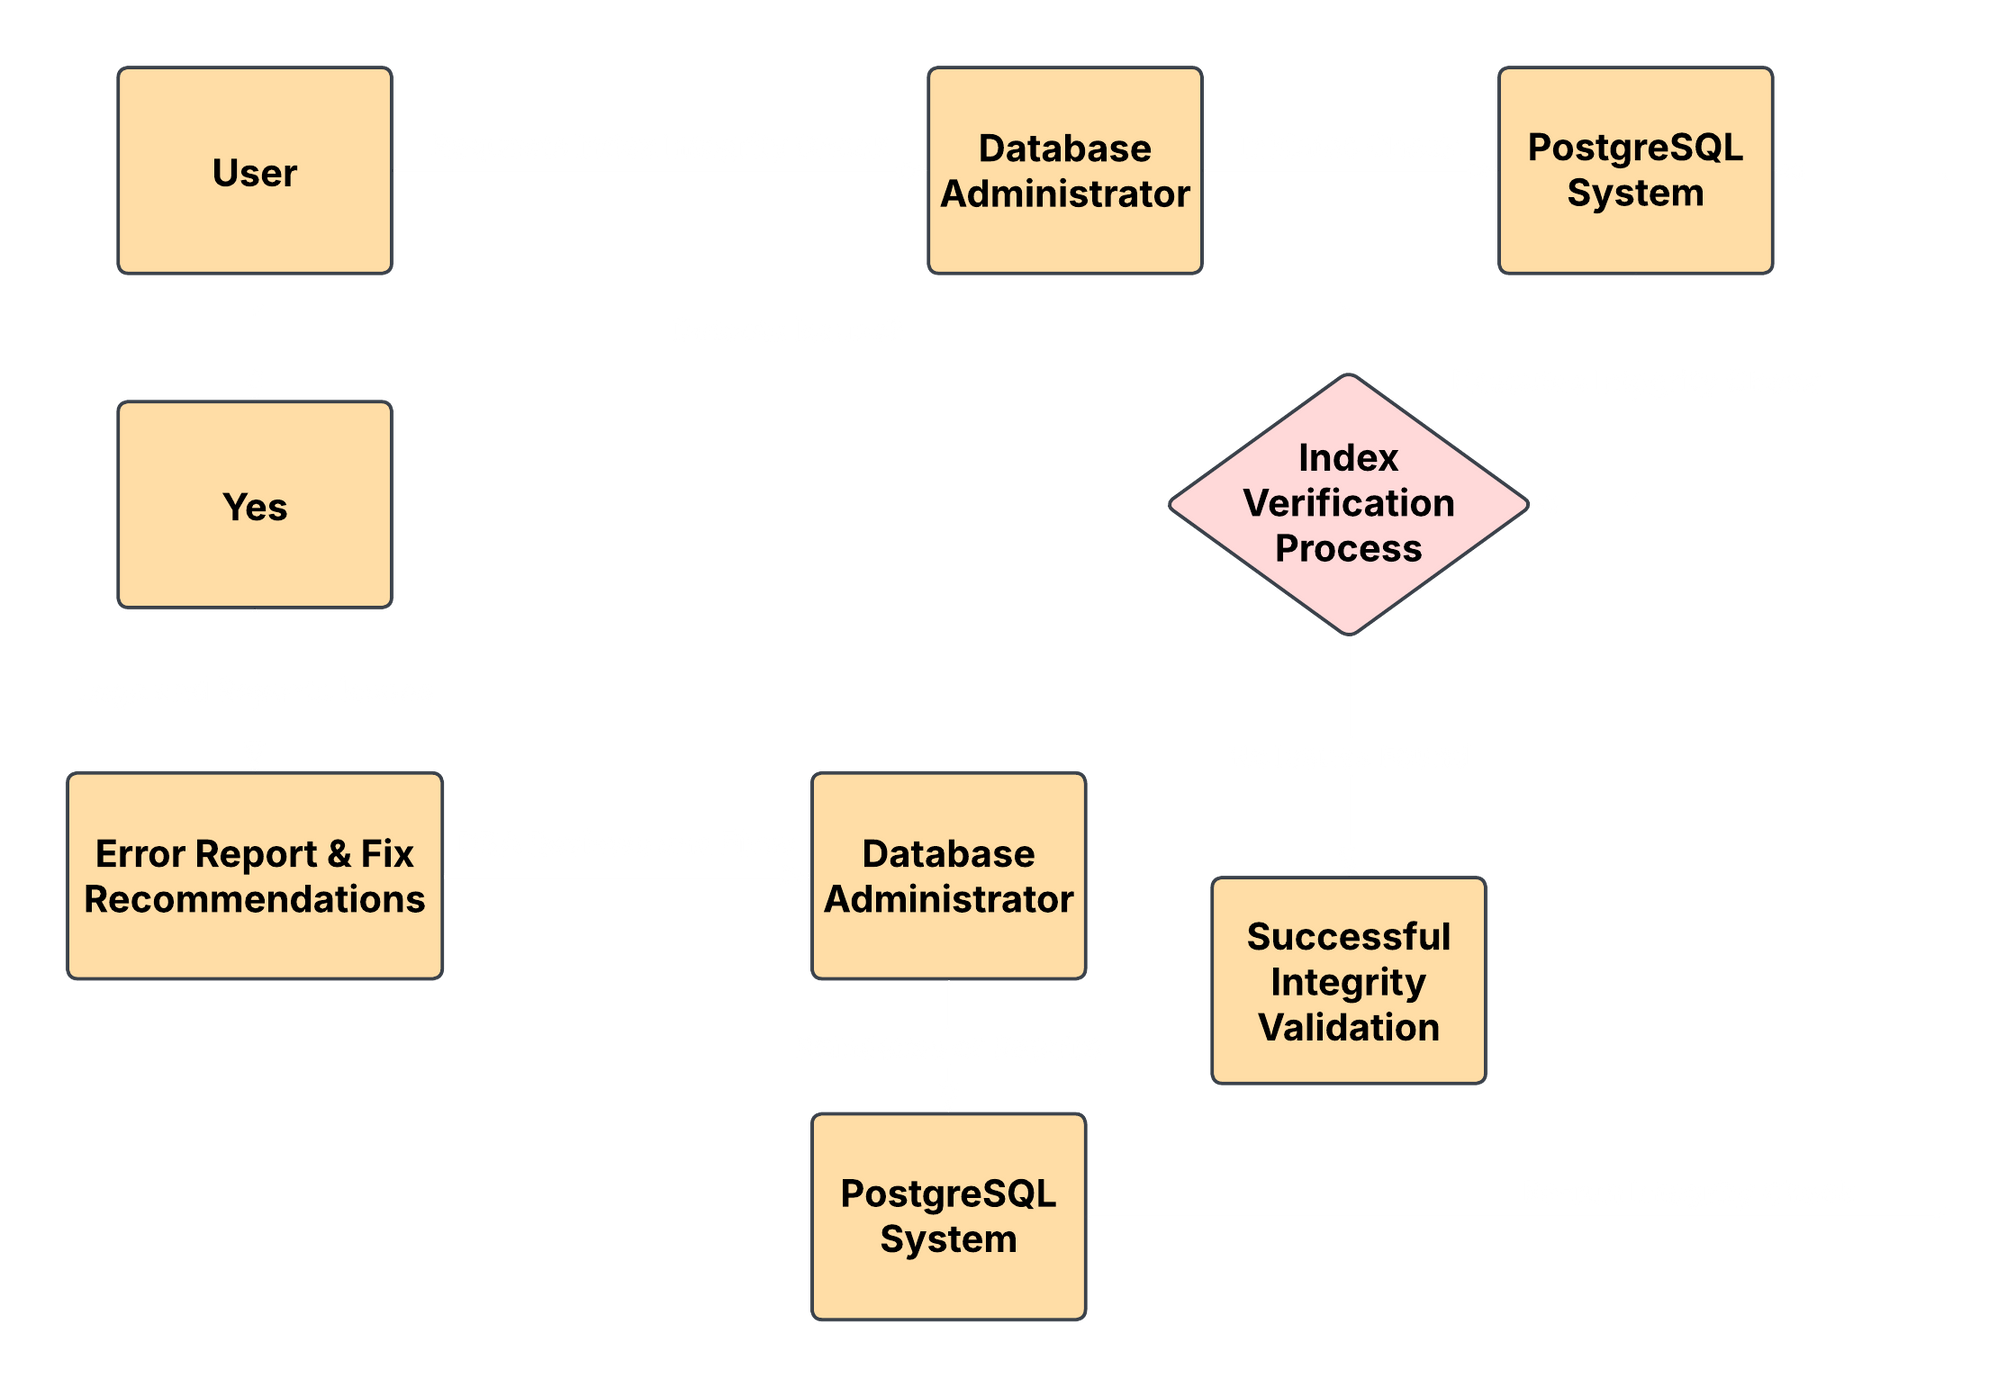 User
Database
Administrator
PostgreSQL
System
Yes
Index
Verification
Process
Error Report & Fix
Recommendations
Database
Administrator
Successful
Integrity
Validation
PostgreSQL
System